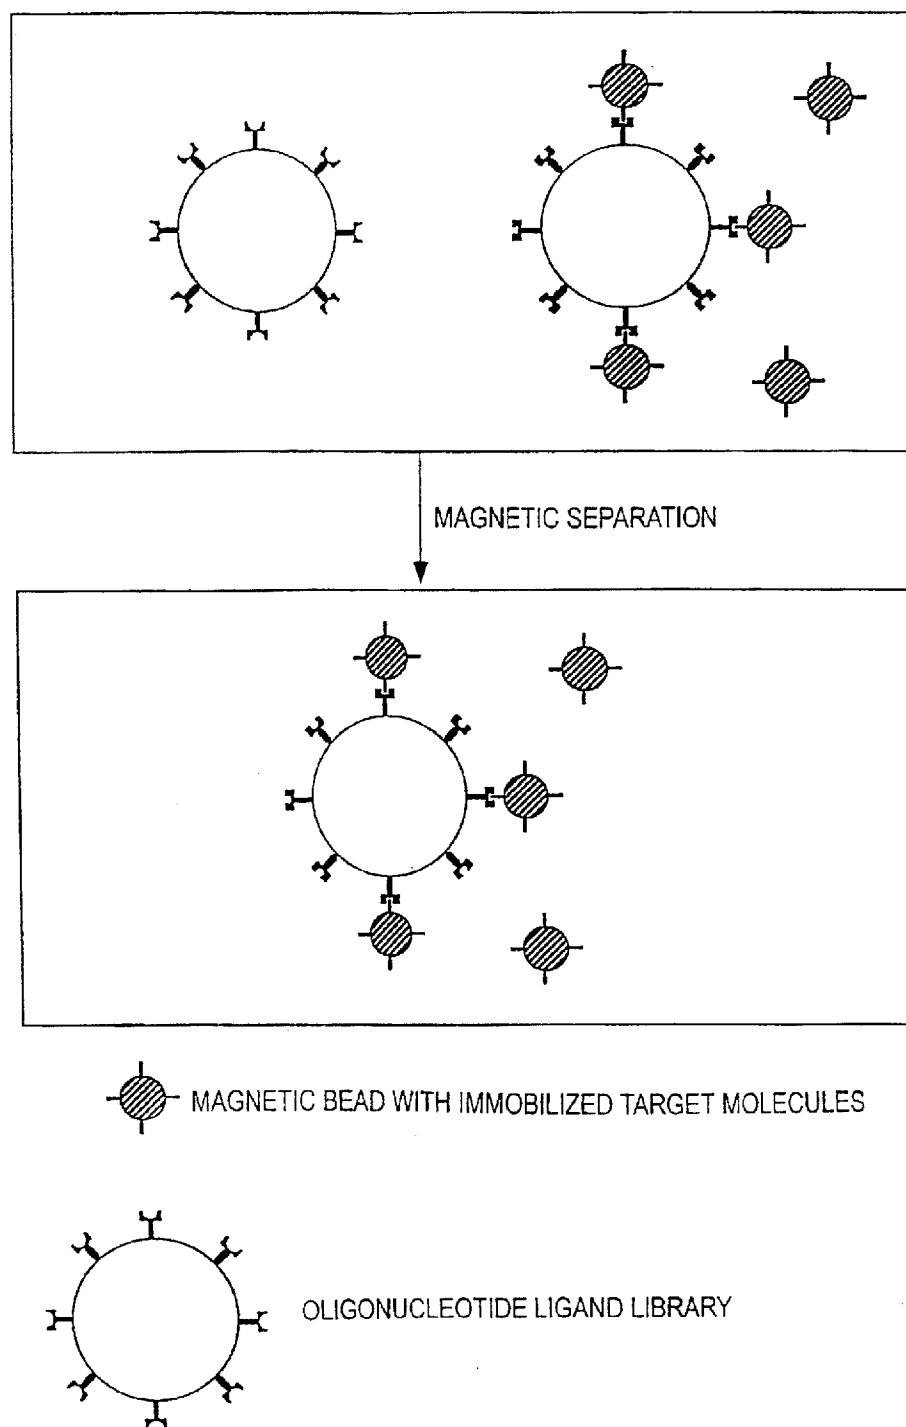 MAGNETIC SEPARATION
MAGNETIC BEAD WITH IMMOBILIZED TARGET MOLECULES
OLIGONUCLEOTIDE LIGAND LIBRARY